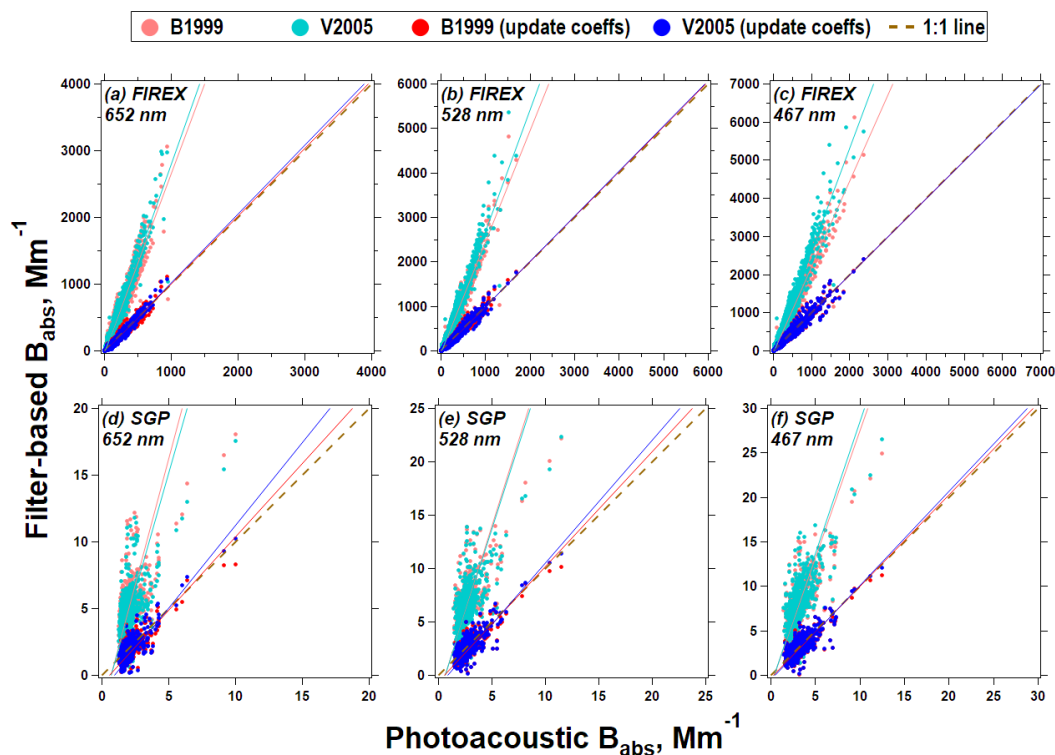 B1999 V2005 B1999 (update coeffs) V2005 (update coeffs) 1:1 line
Filter-based Babs, Mm-1
(a) FIREX
652 nm
4000
3000
2000
1000
0
0 1000 2000 3000 4000
(b) FIREX
528 nm
6000
5000
4000
3000
2000
1000
0
0 1000 2000 3000 4000 5000 6000
(c) FIREX
467 nm
7000
6000
5000
4000
3000
2000
1000
0
0 1000 2000 3000 4000 5000 6000 7000
(d) SGP
652 nm
20
15
10
5
0
0 5 10 15 20
(e) SGP
528 nm
25
20
15
10
5
0
0 5 10 15 20 25
(f) SGP
467 nm
30
25
20
15
10
5
0
0 5 10 15 20 25 30
Photoacoustic Babs, Mm-1